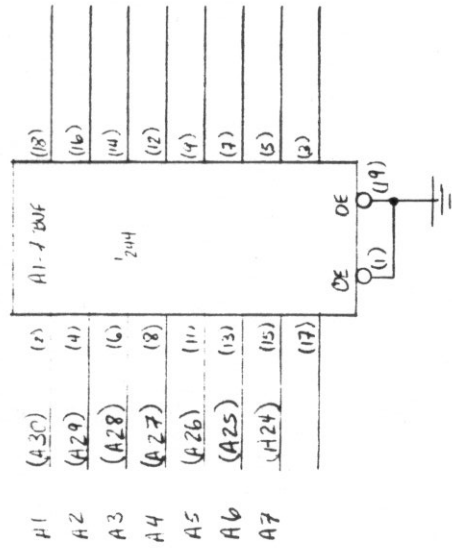 A1-7 BUF
'244
A1 (A30) (2) (18)
A2 (A29) (4) (16)
A3 (A28) (6) (14)
A4 (A27) (8) (12)
A5 (A26) (11) (9)
A6 (A25) (13) (7)
A7 (A24) (15) (5)
(17) (3)
OE OE
(1) (19)